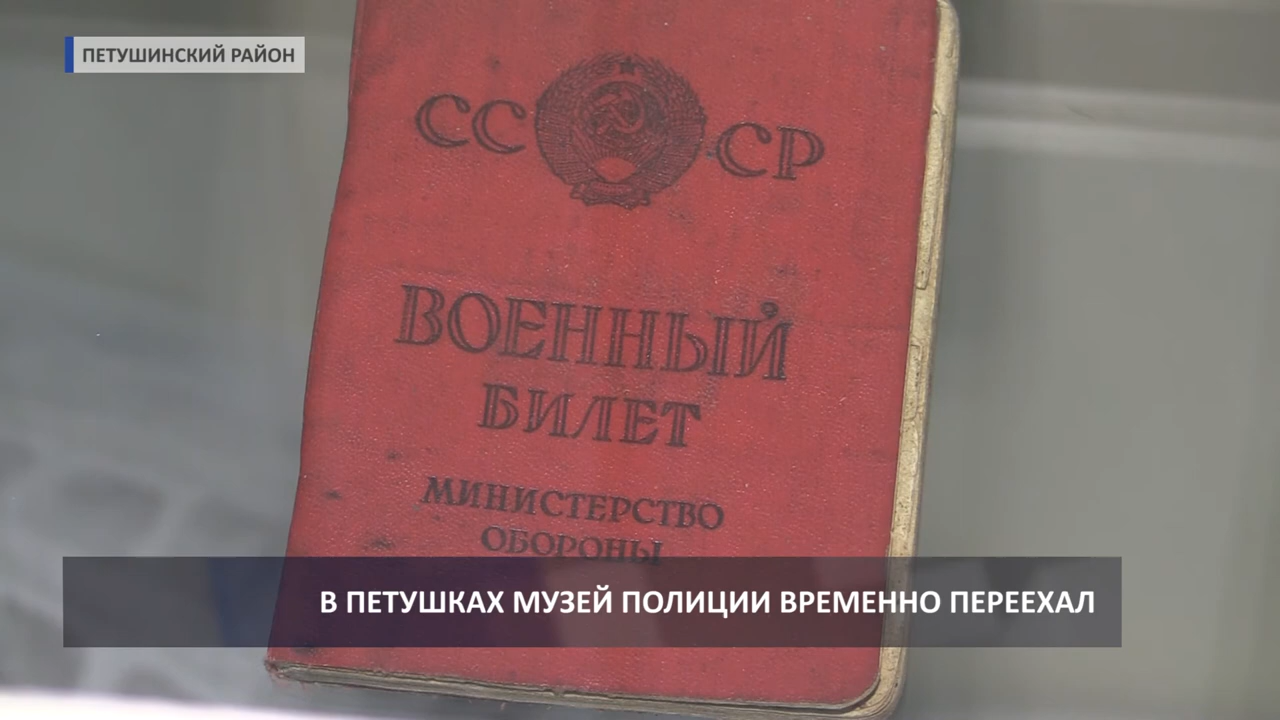 ПЕТУШИНСКИЙ РАЙОН
СССР
ВОЕННЫЙ
БИЛЕТ
МИНИСТЕРСТВО
ОБОРОНЫ
В ПЕТУШКАХ МУЗЕЙ ПОЛИЦИИ ВРЕМЕННО ПЕРЕЕХАЛ